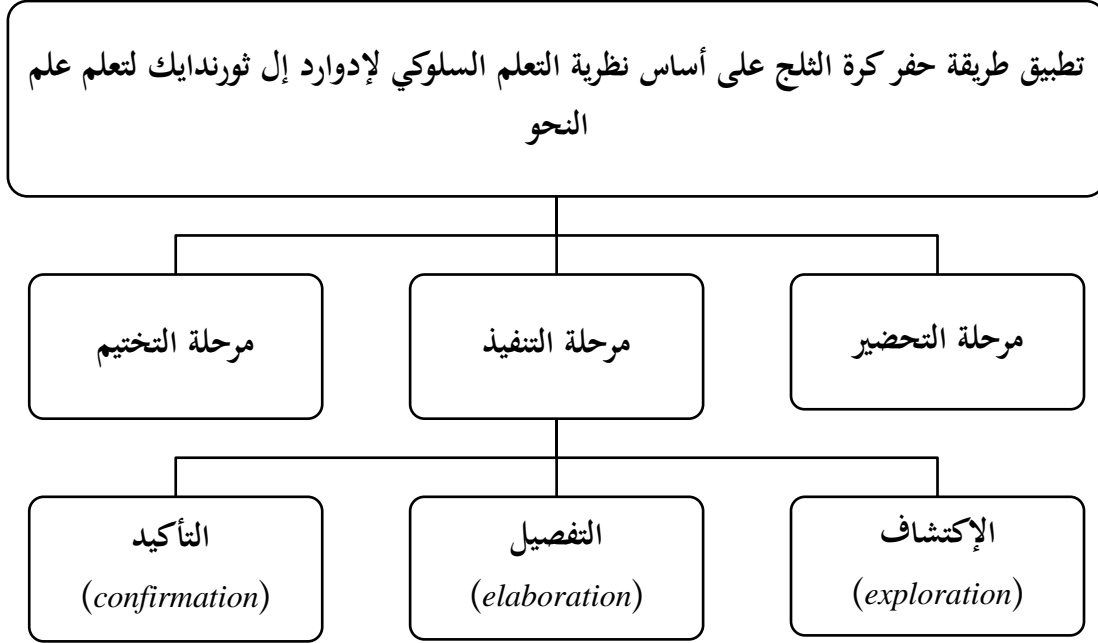 تطبيق طريقة حفر كرة الثلج على أساس نظرية التعلم السلوكي لإدوارد إل ثورندايك لتعلم علم
النحو
مرحلة التحضير
مرحلة التنفيذ
مرحلة التختيم
الإكتشاف
(exploration)
التفصيل
(elaboration)
التأكيد
(confirmation)